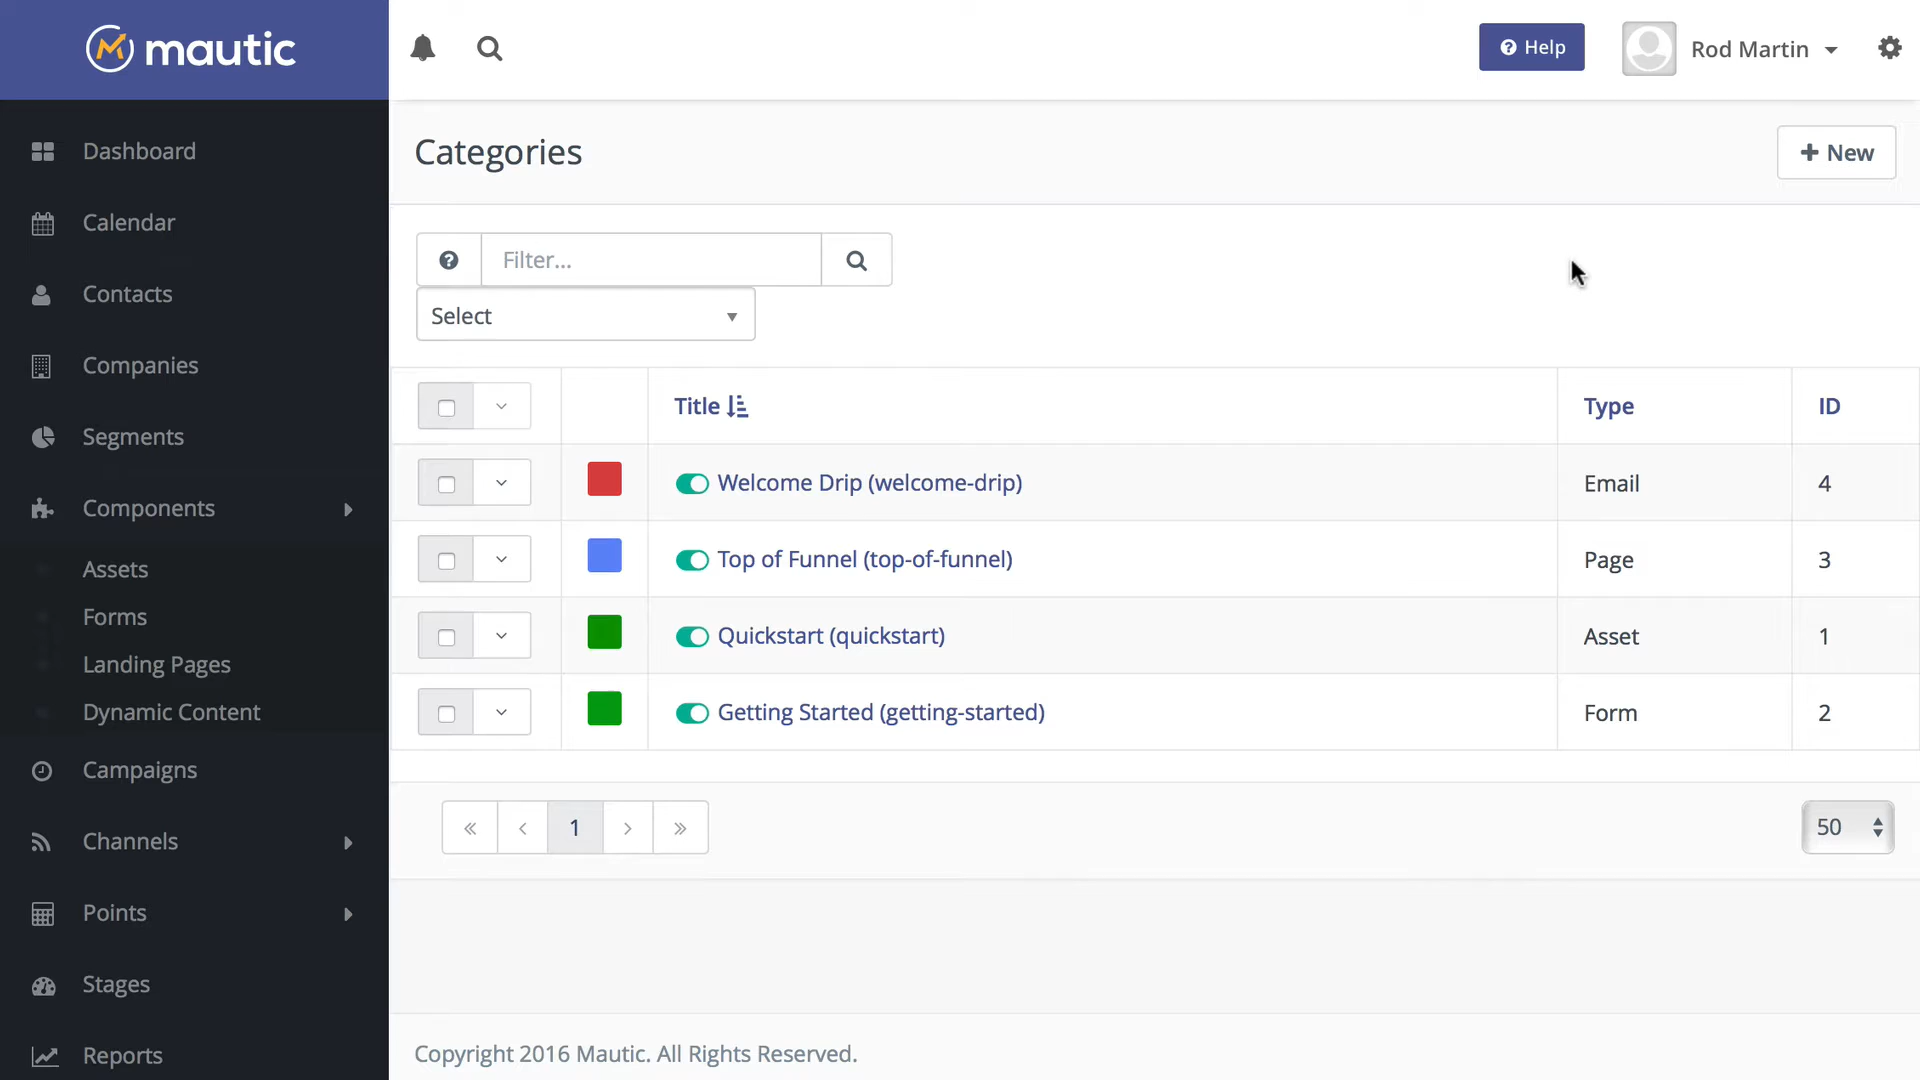 mautic
Help
Rod Martin
Dashboard
Calendar
Contacts
Companies
Segments
Components
Assets
Forms
Landing Pages
Dynamic Content
Campaigns
Channels
Points
Stages
Reports
Categories
New
Filter...
Select
Title Type ID
Welcome Drip (welcome-drip) Email 4
Top of Funnel (top-of-funnel) Page 3
Quickstart (quickstart) Asset 1
Getting Started (getting-started) Form 2
« ‹ 1 › »
50
Copyright 2016 Mautic. All Rights Reserved.